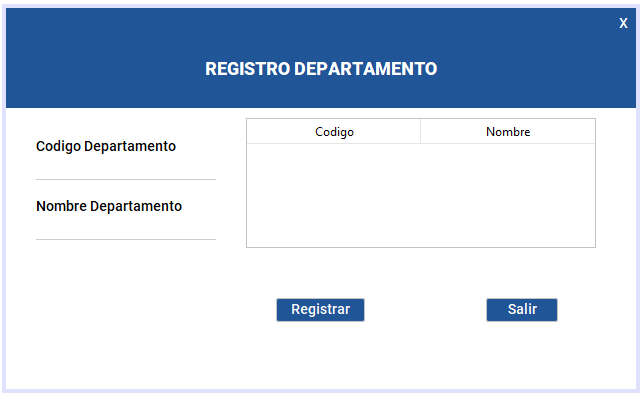 X
REGISTRO DEPARTAMENTO
Codigo Departamento
Nombre Departamento
Codigo Nombre
Registrar Salir